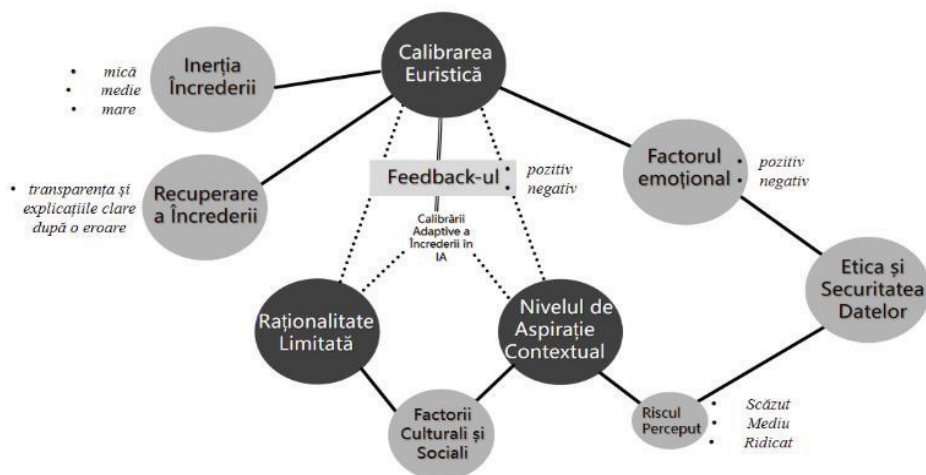 Calibrarea
Euristică
Inerția
Încrederii
• mică
• medie
• mare
Recuperare
a Încrederii
• transparența și
explicațiile clare
după o eroare
Feedback-ul
• pozitiv
• negativ
Calibrării
Adaptive a
Încrederii în
IA
Factorul
emoțional
• pozitiv
• negativ
Etica și
Securitatea
Datelor
Raționalitate
Limitată
Nivelul de
Aspirație
Contextual
Factorii
Culturali și
Sociali
Riscul
Perceput
• Scăzut
• Mediu
• Ridicat